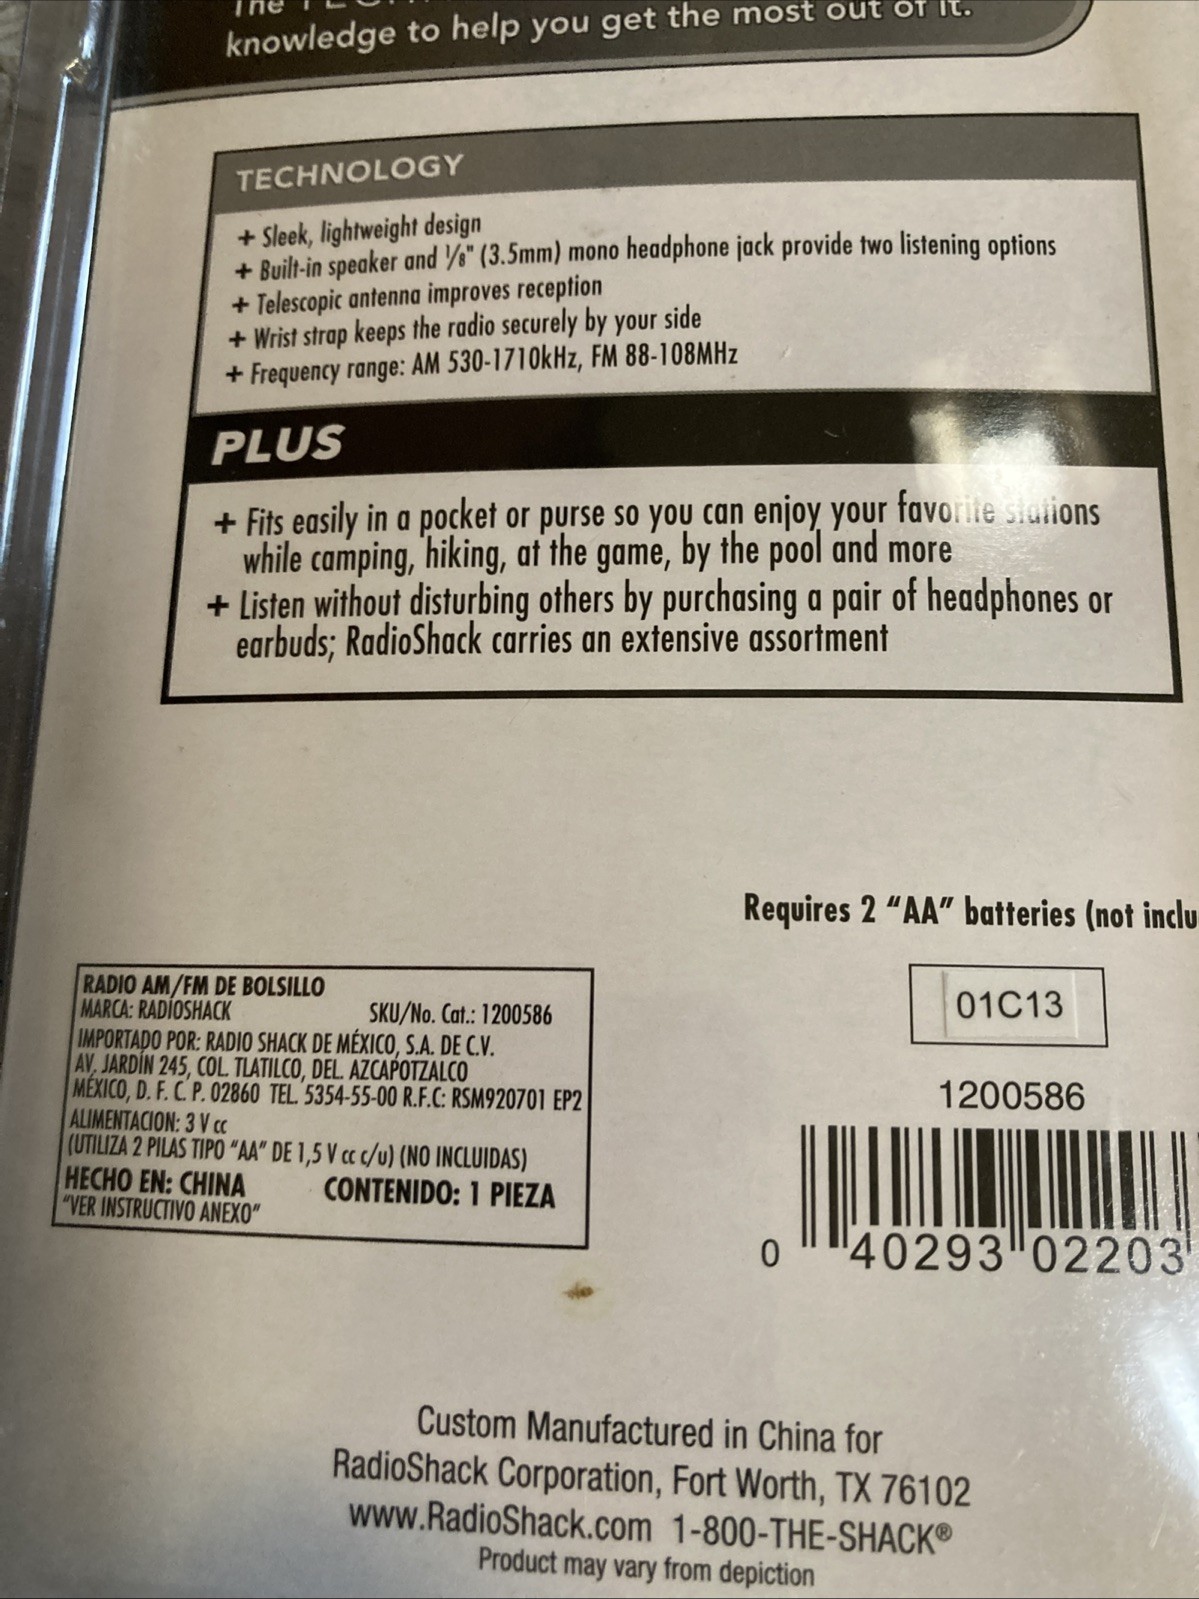 The
knowledge to help you get the most out of it.
TECHNOLOGY
+ Sleek, lightweight design
+ Built-in speaker and ⅛" (3.5mm) mono headphone jack provide two listening options
+ Telescopic antenna improves reception
+ Wrist strap keeps the radio securely by your side
+ Frequency range: AM 530-1710kHz, FM 88-108MHz
PLUS
+ Fits easily in a pocket or purse so you can enjoy your favorite stations
while camping, hiking, at the game, by the pool and more
+ Listen without disturbing others by purchasing a pair of headphones or
earbuds; RadioShack carries an extensive assortment
Requires 2 “AA” batteries (not inclu
RADIO AM/FM DE BOLSILLO
MARCA: RADIOSHACK SKU/No. Cat.: 1200586
IMPORTADO POR: RADIO SHACK DE MÉXICO, S.A. DE C.V.
AV. JARDÍN 245, COL. TLATILCO, DEL. AZCAPOTZALCO
MÉXICO, D. F. C. P. 02860 TEL. 5354-55-00 R.F.C: RSM920701 EP2
ALIMENTACION: 3 V cc
(UTILIZA 2 PILAS TIPO “AA” DE 1,5 V cc c/u) (NO INCLUIDAS)
HECHO EN: CHINA CONTENIDO: 1 PIEZA
“VER INSTRUCTIVO ANEXO”
01C13
1200586
0 40293 02203
Custom Manufactured in China for
RadioShack Corporation, Fort Worth, TX 76102
www.RadioShack.com 1-800-THE-SHACK®
Product may vary from depiction